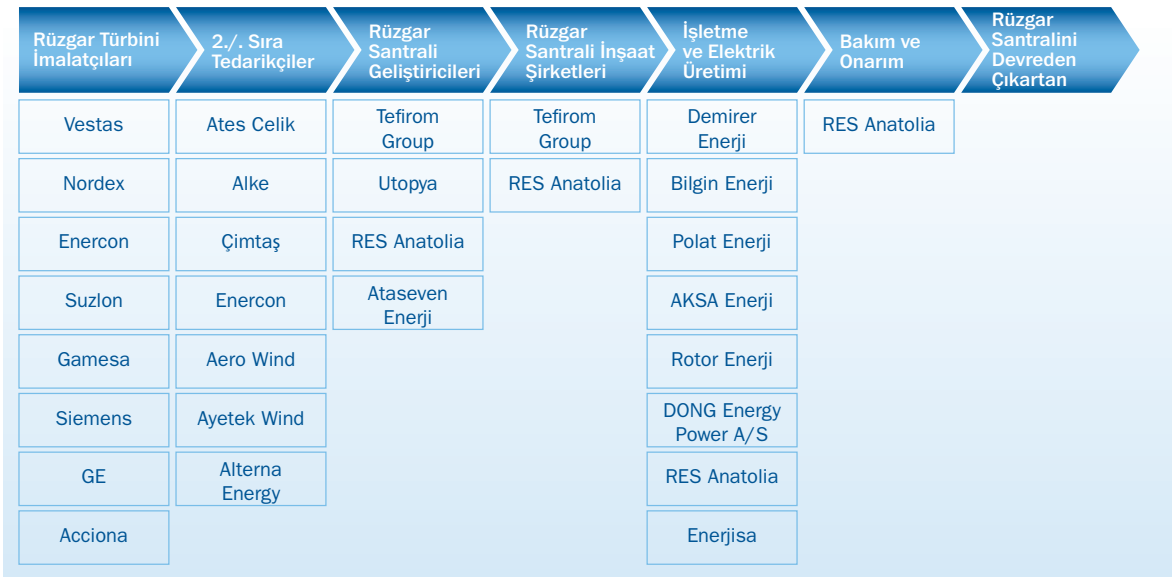 Rüzgar Türbini
İmalatçıları
2./. Sıra
Tedarikçiler
Rüzgar
Santrali
Geliştiricileri
Rüzgar
Santrali İnşaat
Şirketleri
İşletme
ve Elektrik
Üretimi
Bakım ve
Onarım
Rüzgar
Santralini
Devreden
Çıkartan
Vestas
Nordex
Enercon
Suzlon
Gamesa
Siemens
GE
Acciona
Ates Celik
Alke
Çimtaş
Enercon
Aero Wind
Ayetek Wind
Alterna
Energy
Tefirom
Group
Utopya
RES Anatolia
Ataseven
Enerji
Tefirom
Group
RES Anatolia
Demirer
Enerji
Bilgin Enerji
Polat Enerji
AKSA Enerji
Rotor Enerji
DONG Energy
Power A/S
RES Anatolia
Enerjisa
RES Anatolia